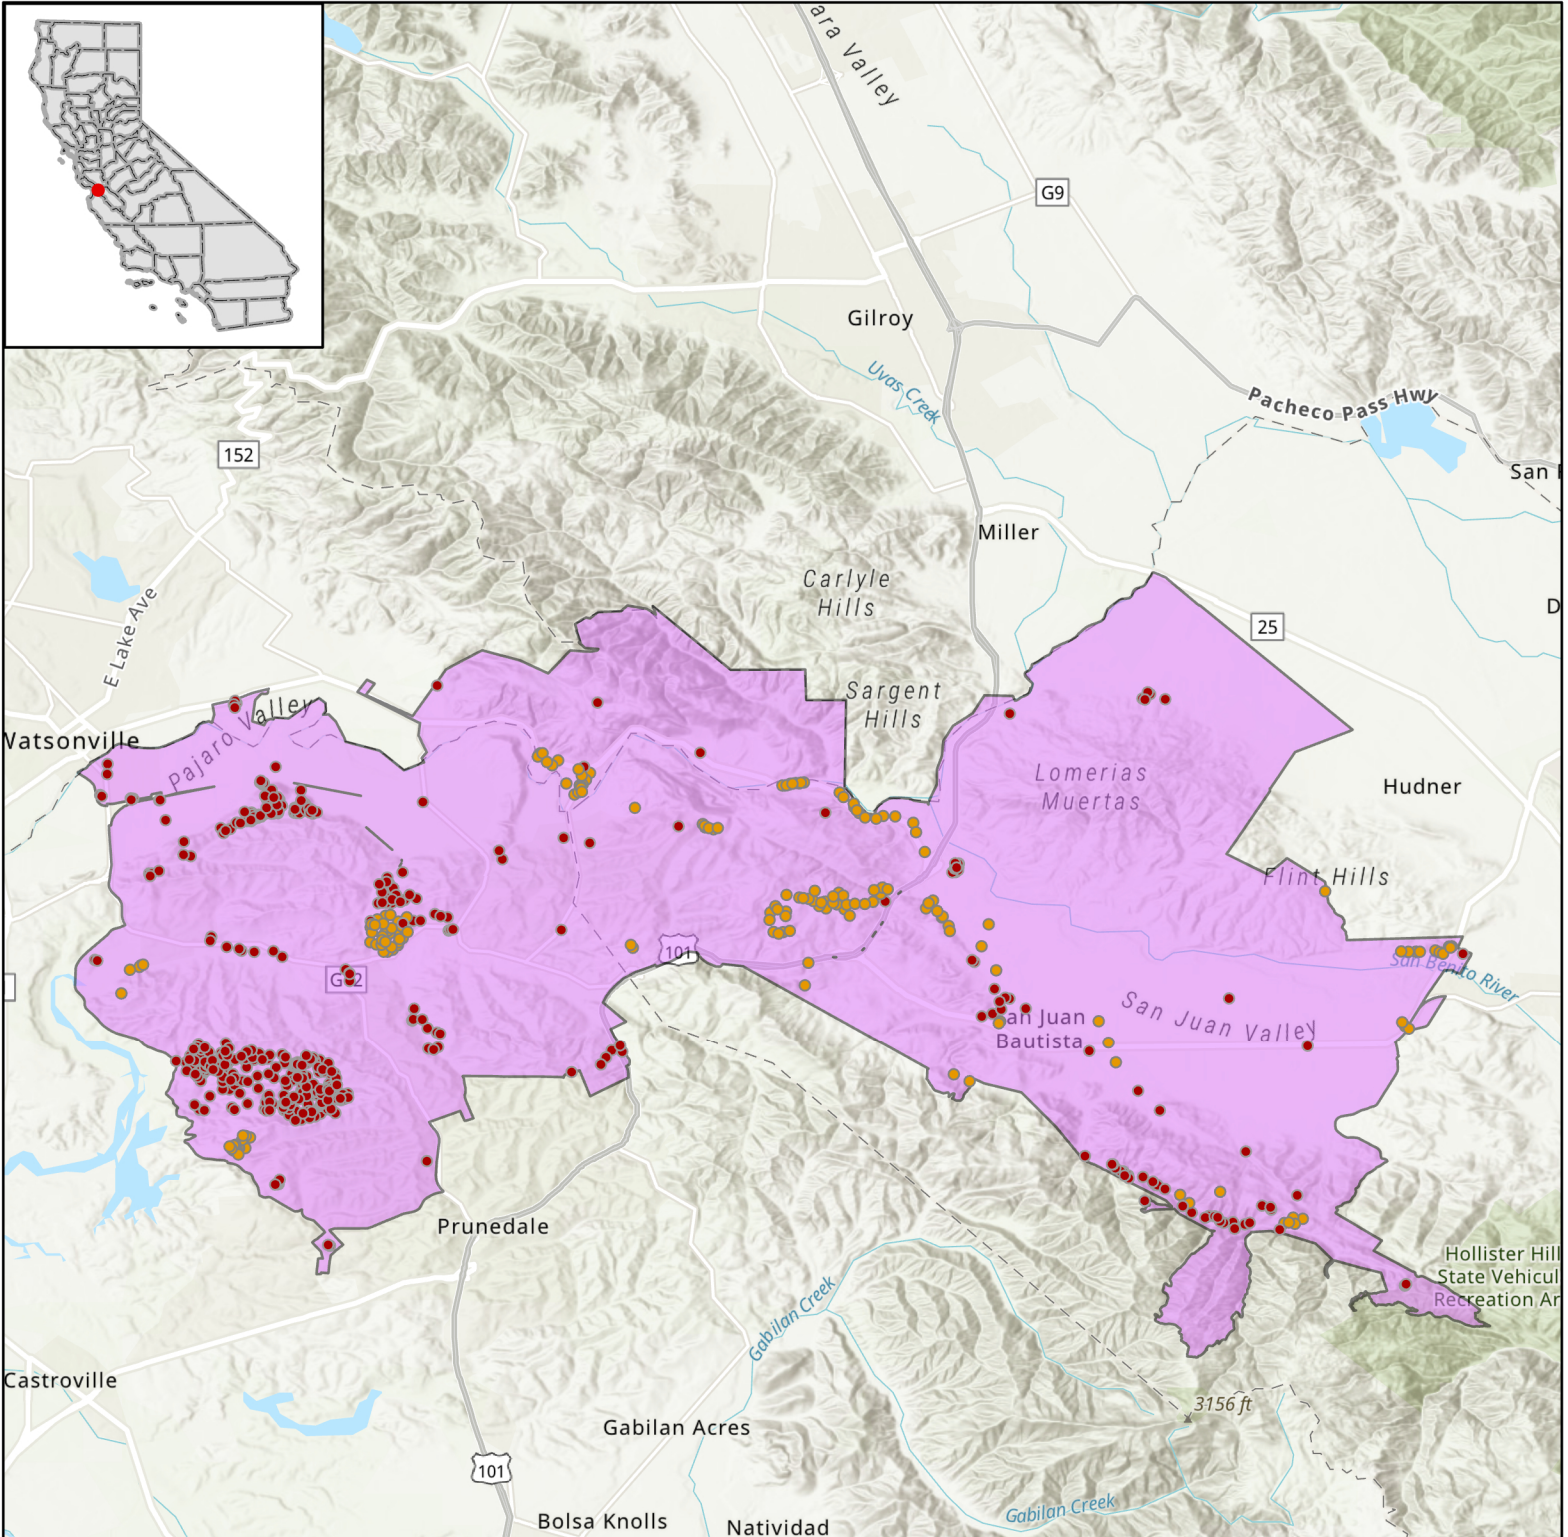 ara Valley
G9
Gilroy
Uvas Creek
Pacheco Pass Hwy
152
San
Miller
Carlyle
Hills
E Lake Ave
25
D
Sargent
Hills
Pajaro Valley
Watsonville
Lomerias
Muertas
Hudner
Flint Hills
101
San Benito River
San Juan Valley
an Juan
Bautista
Prunedale
Hollister Hill
State Vehicul
Recreation Ar
Gabilan Creek
Castroville
3156 ft
Gabilan Acres
101
Gabilan Creek
Bolsa Knolls
Natividad